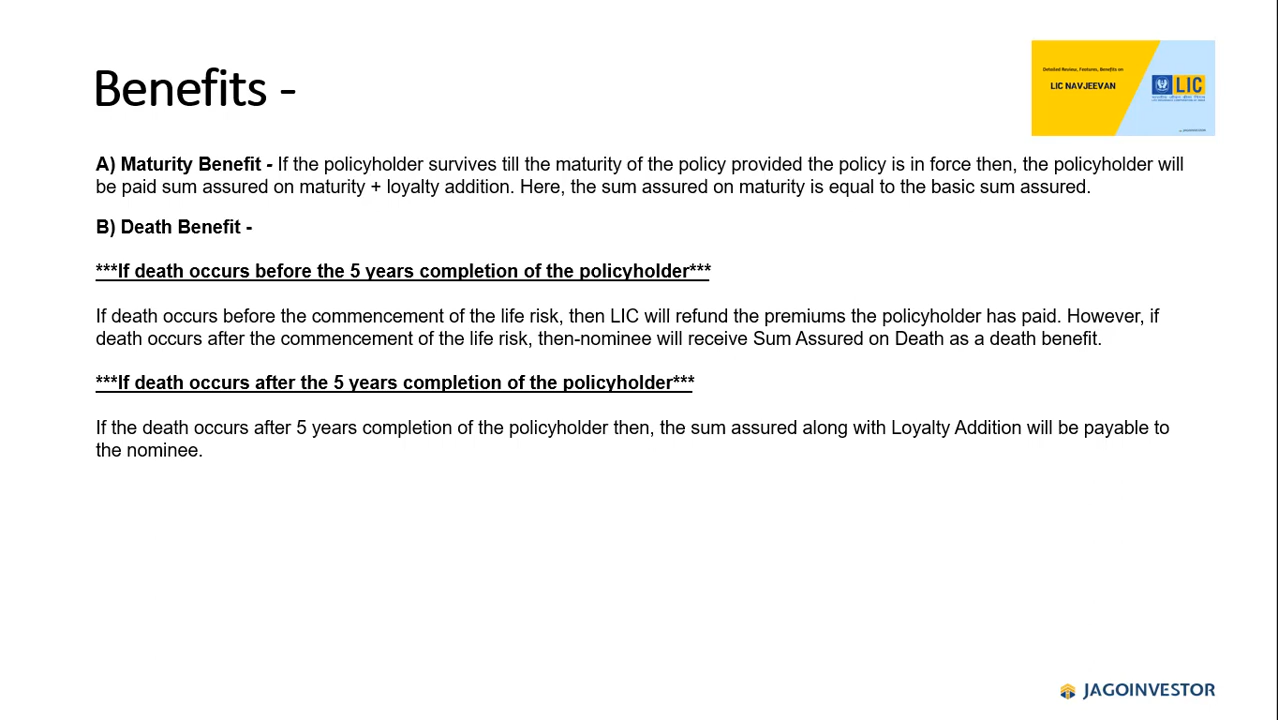 Benefits -
Detailed Review, Features, Benefits on
LIC NAVJEEVAN
LIC
A) Maturity Benefit - If the policyholder survives till the maturity of the policy provided the policy is in force then, the policyholder will
be paid sum assured on maturity + loyalty addition. Here, the sum assured on maturity is equal to the basic sum assured.
B) Death Benefit -
***If death occurs before the 5 years completion of the policyholder***
If death occurs before the commencement of the life risk, then LIC will refund the premiums the policyholder has paid. However, if
death occurs after the commencement of the life risk, then-nominee will receive Sum Assured on Death as a death benefit.
***If death occurs after the 5 years completion of the policyholder***
If the death occurs after 5 years completion of the policyholder then, the sum assured along with Loyalty Addition will be payable to
the nominee.
JAGOINVESTOR